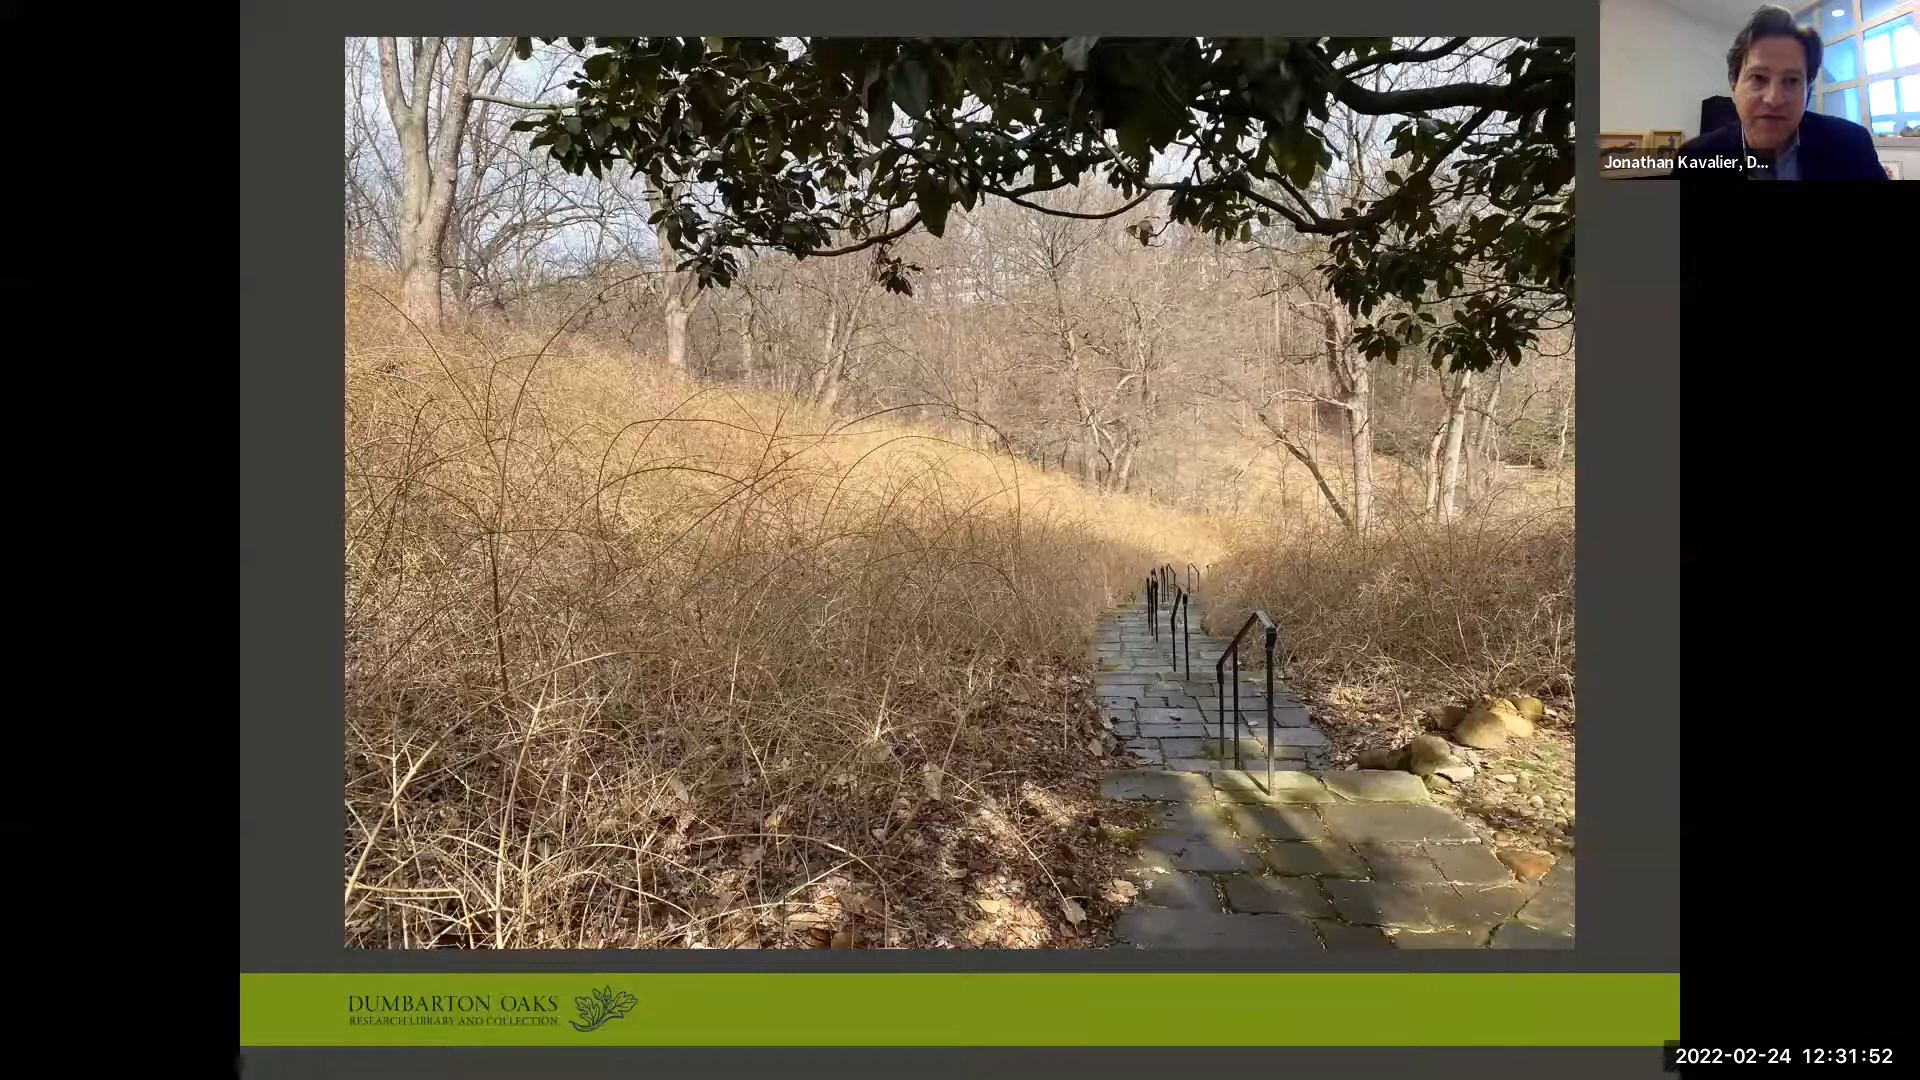 Jonathan Kavalier, D...
DUMBARTON OAKS
RESEARCH LIBRARY AND COLLECTION
2022-02-24 12:31:52